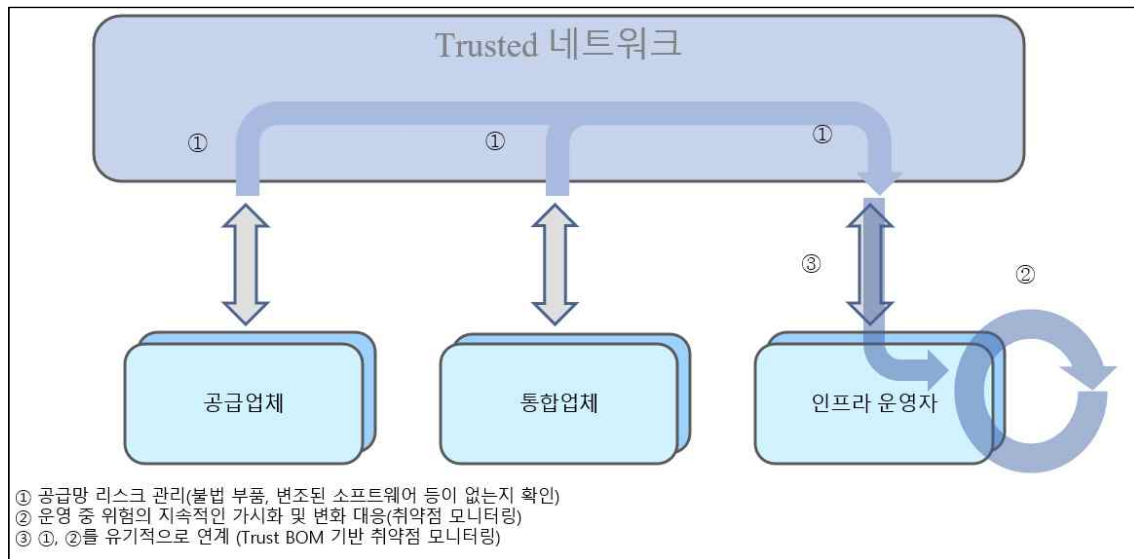 Trusted 네트워크
① ① ①
③ ②
공급업체 통합업체 인프라 운영자
① 공급망 리스크 관리(불법 부품, 변조된 소프트웨어 등이 없는지 확인)
② 운영 중 위험의 지속적인 가시화 및 변화 대응(취약점 모니터링)
③ ①, ②를 유기적으로 연계 (Trust BOM 기반 취약점 모니터링)